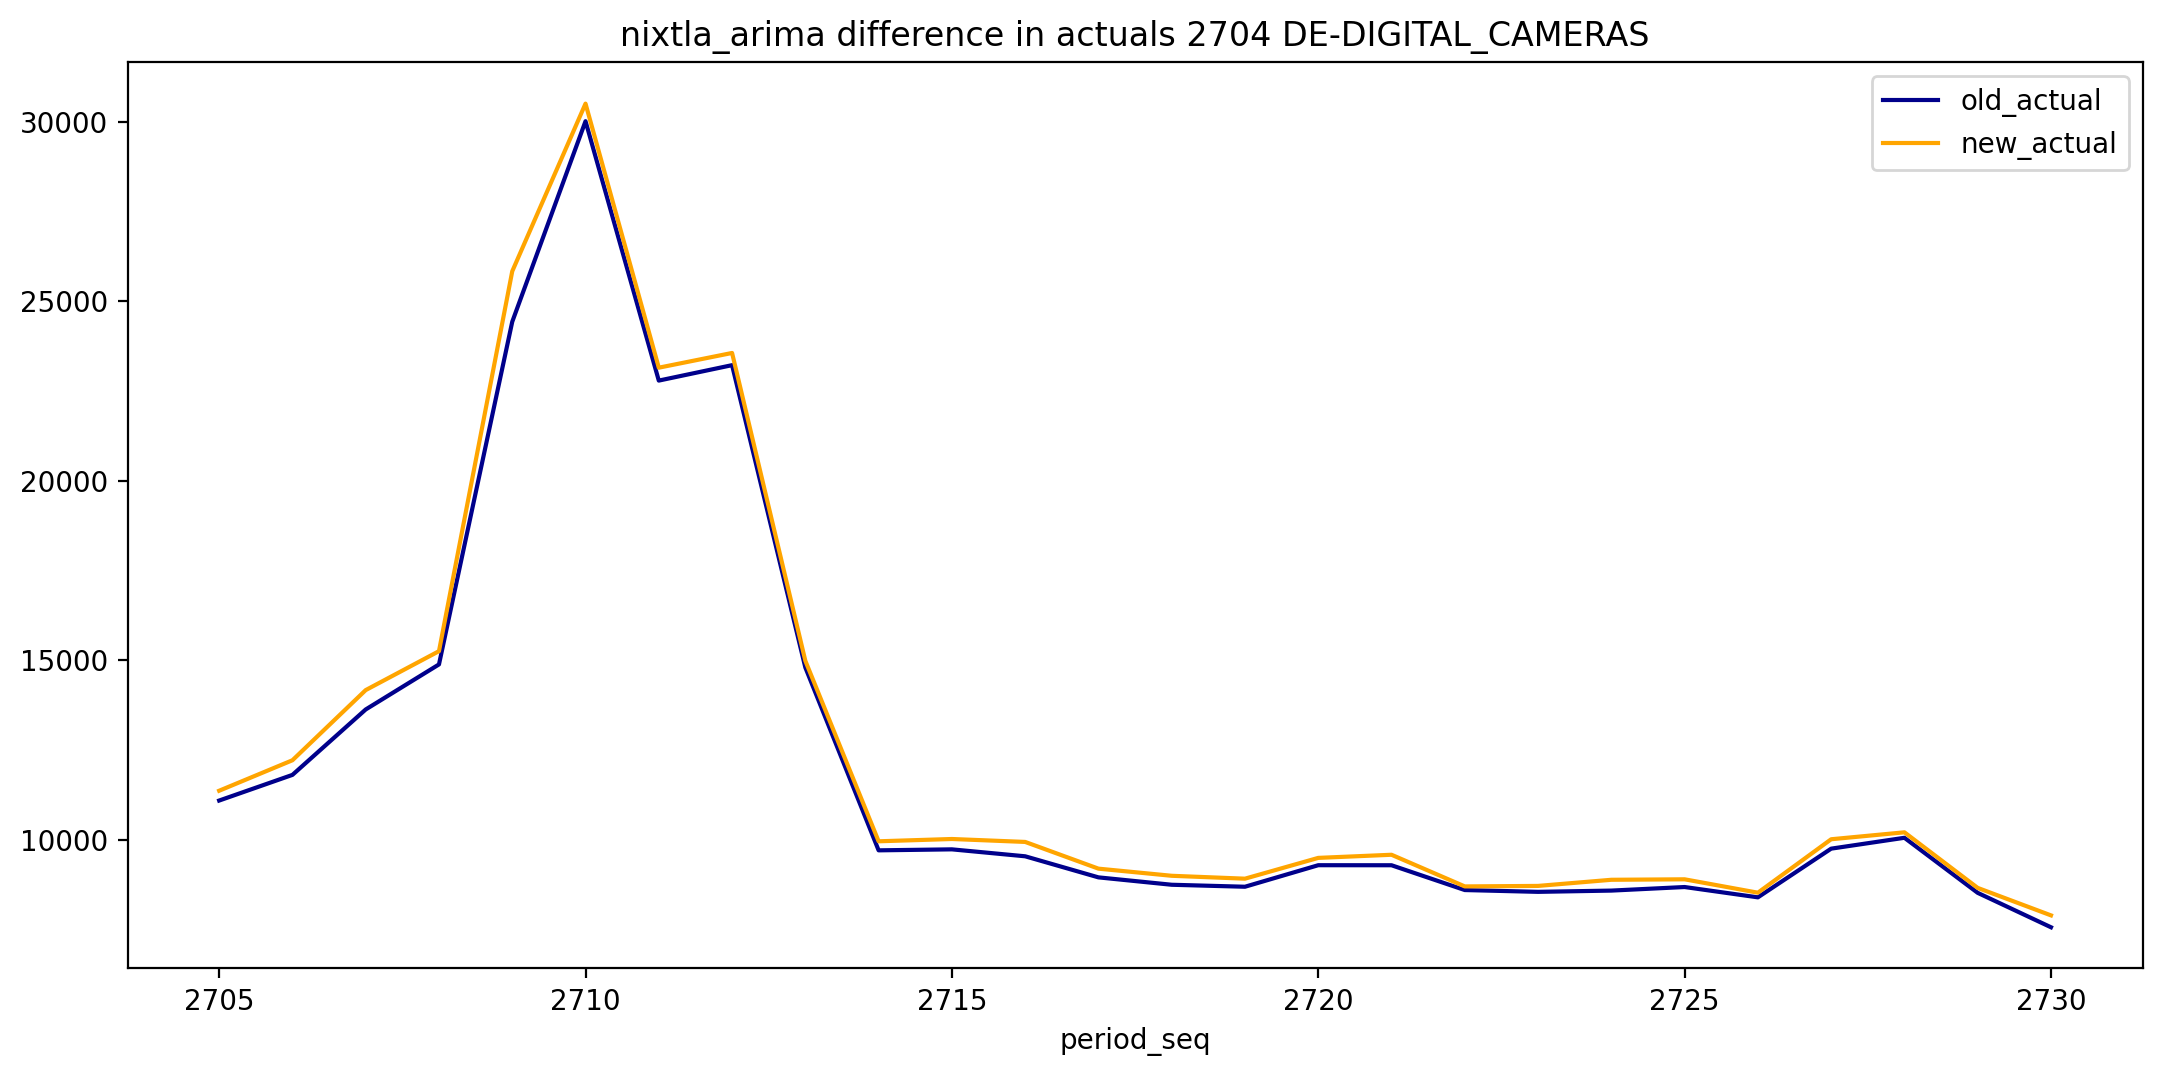 nixtla_arima difference in actuals 2704 DE-DIGITAL_CAMERAS
old_actual
new_actual
30000
25000
20000
15000
10000
2705 2710 2715 2720 2725 2730
period_seq